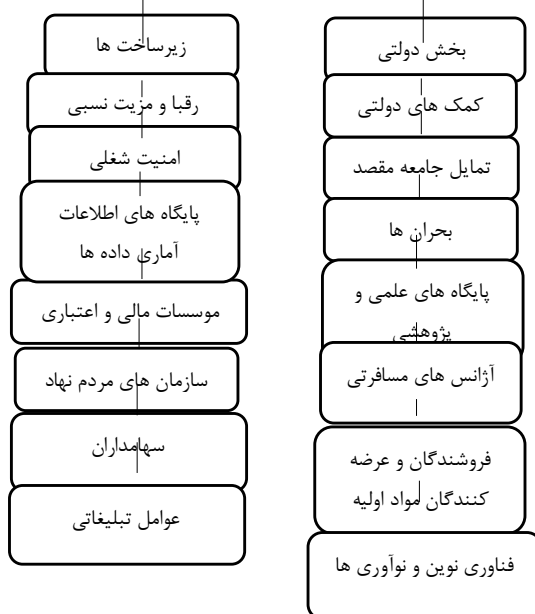 بخش دولتی
کمک های دولتی
تمایل جامعه مقصد
بحران ها
پایگاه های علمی و
پژوهشی
آژانس های مسافرتی
فروشندگان و عرضه
کنندگان مواد اولیه
فناوری نوین و نوآوری ها
زیرساخت ها
رقبا و مزیت نسبی
امنیت شغلی
پایگاه های اطلاعات
آماری داده ها
موسسات مالی و اعتباری
سازمان های مردم نهاد
سهامداران
عوامل تبلیغاتی